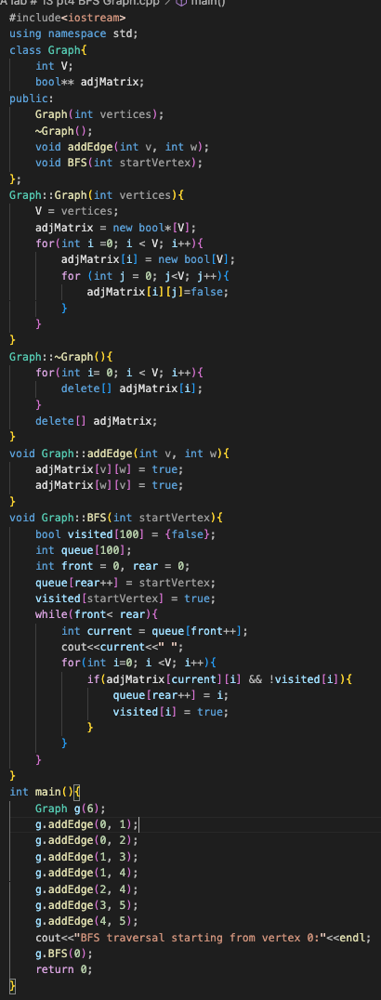 A lab # 13 pt4 BFS Graph.cpp > main()
#include<iostream>
using namespace std;
class Graph{
    int V;
    bool** adjMatrix;
public:
    Graph(int vertices);
    ~Graph();
    void addEdge(int v, int w);
    void BFS(int startVertex);
};
Graph::Graph(int vertices){
    V = vertices;
    adjMatrix = new bool*[V];
    for(int i =0; i < V; i++){
        adjMatrix[i] = new bool[V];
        for (int j = 0; j<V; j++){
            adjMatrix[i][j]=false;
        }
    }
}
Graph::~Graph(){
    for(int i= 0; i < V; i++){
        delete[] adjMatrix[i];
    }
    delete[] adjMatrix;
}
void Graph::addEdge(int v, int w){
    adjMatrix[v][w] = true;
    adjMatrix[w][v] = true;
}
void Graph::BFS(int startVertex){
    bool visited[100] = {false};
    int queue[100];
    int front = 0, rear = 0;
    queue[rear++] = startVertex;
    visited[startVertex] = true;
    while(front< rear){
        int current = queue[front++];
        cout<<current<<" ";
        for(int i=0; i <V; i++){
            if(adjMatrix[current][i] && !visited[i]){
                queue[rear++] = i;
                visited[i] = true;
            }
        }
    }
}
int main(){
    Graph g(6);
    g.addEdge(0, 1);
    g.addEdge(0, 2);
    g.addEdge(1, 3);
    g.addEdge(1, 4);
    g.addEdge(2, 4);
    g.addEdge(3, 5);
    g.addEdge(4, 5);
    cout<<"BFS traversal starting from vertex 0:"<<endl;
    g.BFS(0);
    return 0;
}